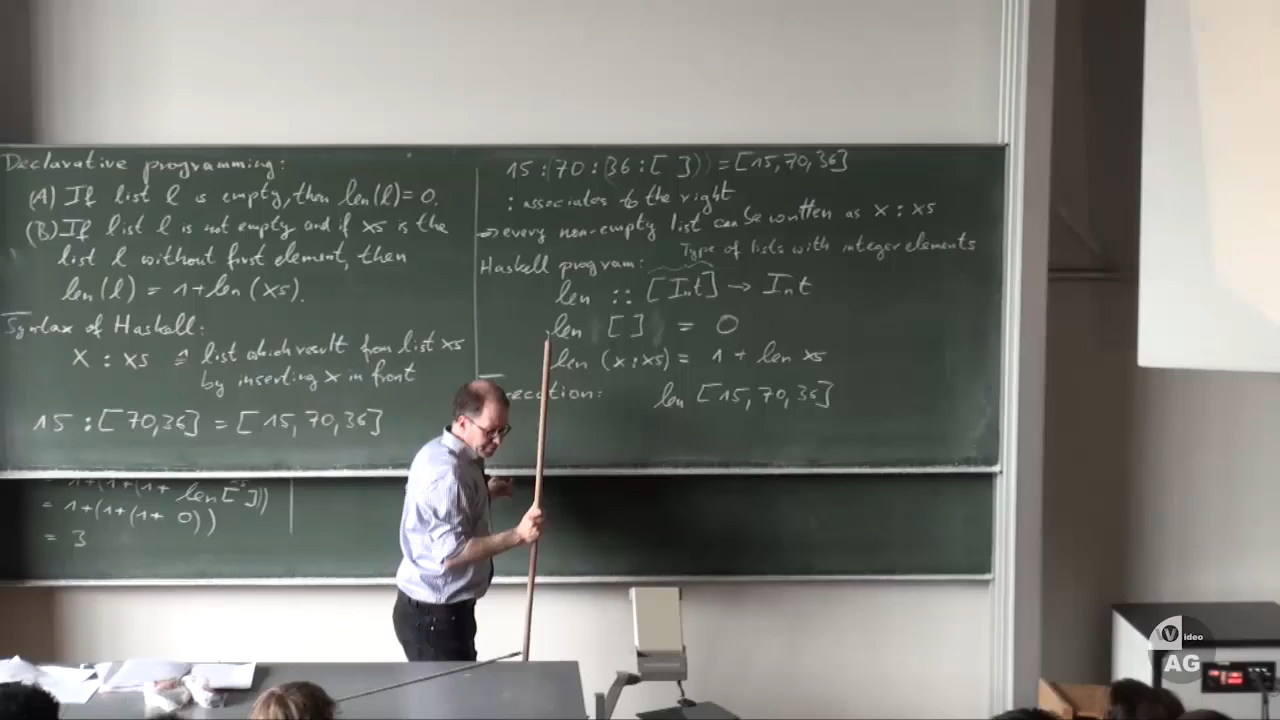 Declarative programming:
(A) If list l is empty, then len(l)=0.
(B) If list l is not empty and if xs is the
list l without first element, then
len(l) = 1+len(xs).
Syntax of Haskell:
X : xs ≙ list which result from list xs
by inserting x in front
15 : [70,36] = [15, 70, 36]
15 : (70 : (36 : [ ])) = [15, 70, 36]
: associates to the right
⇒ every non-empty list can be written as x : xs
Type of lists with integer elements
Haskell program:
len :: [Int] → Int
len [ ] = 0
len (x:xs) = 1 + len xs
ecution: len [15, 70, 36]
= 1+(1+(1+ len [ ]))
= 1+(1+(1+ 0))
= 3
Video
AG